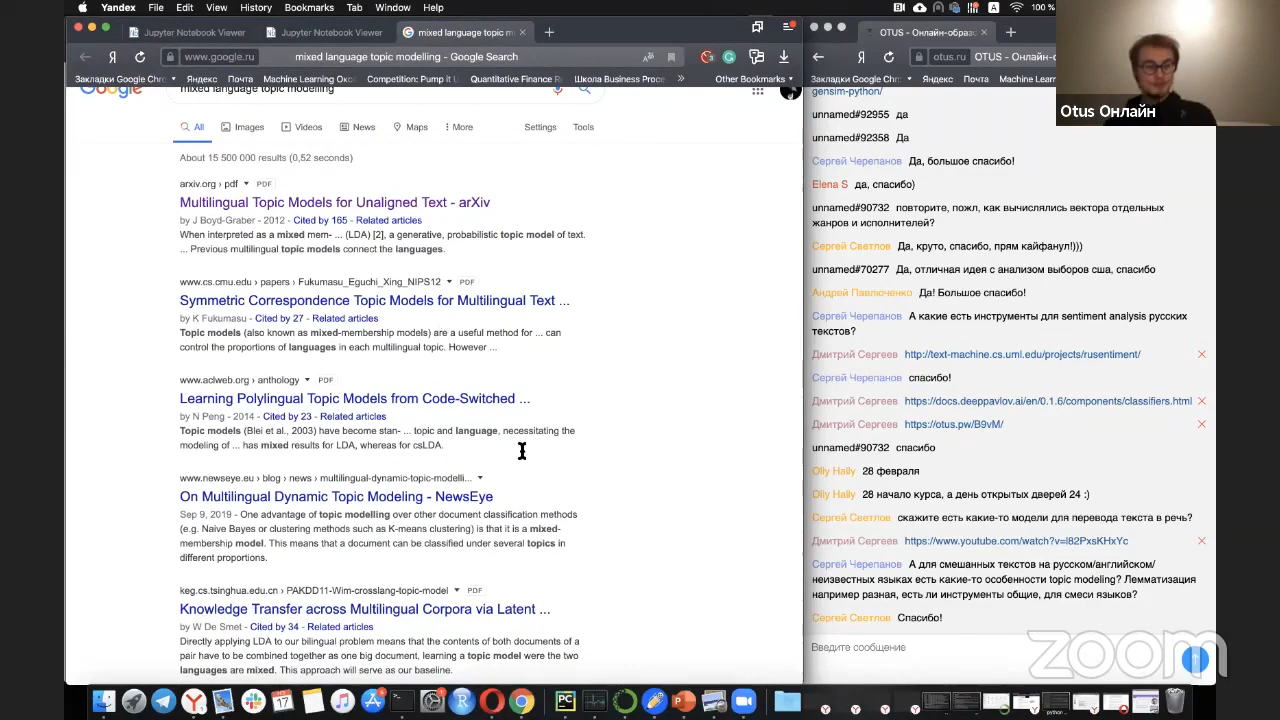 Yandex File Edit View History Bookmarks Tab Window Help
100 %
Jupyter Notebook Viewer
Jupyter Notebook Viewer
mixed language topic m
www.google.ru
mixed language topic modelling - Google Search
Закладки Google Chr
Яндекс
Почта
Machine Learning
Competition: Pump it U
Quantitative Finance
Школа Business Proce
Other Bookmarks
Google
mixed language topic modelling
All
Images
Videos
News
Maps
More
Settings
Tools
About 15 500 000 results (0,52 seconds)
arxiv.org › pdf PDF
Multilingual Topic Models for Unaligned Text - arXiv
by J Boyd-Graber - 2012 - Cited by 165 - Related articles
When interpreted as a mixed mem- ... (LDA) [2], a generative, probabilistic topic model of text.
... Previous multilingual topic models connect the languages.
www.cs.cmu.edu › papers › Fukumasu_Eguchi_Xing_NIPS12 PDF
Symmetric Correspondence Topic Models for Multilingual Text ...
by K Fukumasu - Cited by 27 - Related articles
Topic models (also known as mixed-membership models) are a useful method for ... can
control the proportions of languages in each multilingual topic. However ...
www.aclweb.org › anthology PDF
Learning Polylingual Topic Models from Code-Switched ...
by N Peng - 2014 - Cited by 23 - Related articles
Topic models (Blei et al., 2003) have become stan- ... topic and language, necessitating the
modeling of ... has mixed results for LDA, whereas for csLDA.
www.newseye.eu › blog › news › multilingual-dynamic-topic-modelli...
On Multilingual Dynamic Topic Modeling - NewsEye
Sep 9, 2019 - One advantage of topic modelling over other document classification methods
(e.g. Naive Bayes or clustering methods such as K-means clustering) is that it is a mixed-
membership model. This means that a document can be classified under several topics in
different proportions.
keg.cs.tsinghua.edu.cn › PAKDD11-Wim-crosslang-topic-model PDF
Knowledge Transfer across Multilingual Corpora via Latent ...
by W De Smet - Cited by 34 - Related articles
Directly applying LDA to our bilingual problem means that the contents of both documents of a
pair have to be combined together as one big document, learning a topic model were the two
languages are mixed. This approach will serve as our baseline.
OTUS - Онлайн-образо
otus.ru
OTUS - Онлайн-
Закладки Google Chr
Яндекс
Почта
Machine Lear
Otus Онлайн
gensim-python/
unnamed#92955 да
unnamed#92358 Да
Сергей Черепанов Да, большое спасибо!
Elena S да, спасибо)
unnamed#90732 повторите, пожл, как вычислялись вектора отдельных
жанров и исполнителей?
Сергей Светлов Да, круто, спасибо, прям кайфанул!)))
unnamed#70277 Да, отличная идея с анализом выборов сша, спасибо
Андрей Павлюченко Да! Большое спасибо!
Сергей Черепанов А какие есть инструменты для sentiment analysis русских
текстов?
Дмитрий Сергеев http://text-machine.cs.uml.edu/projects/rusentiment/
Сергей Черепанов спасибо!
Дмитрий Сергеев https://docs.deeppavlov.ai/en/0.1.6/components/classifiers.html
Дмитрий Сергеев https://otus.pw/B9vM/
unnamed#90732 спасибо
Olly Hally 28 февраля
Olly Hally 28 начало курса, а день открытых дверей 24 :)
Сергей Светлов скажите есть какие-то модели для перевода текста в речь?
Дмитрий Сергеев https://www.youtube.com/watch?v=l82PxsKHxYc
Сергей Черепанов А для смешанных текстов на русском/английском/
неизвестных языках есть какие-то особенности topic modeling? Лемматизация
например разная, есть ли инструменты общие, для смеси языков?
Сергей Светлов Спасибо!
Введите сообщение
zoom